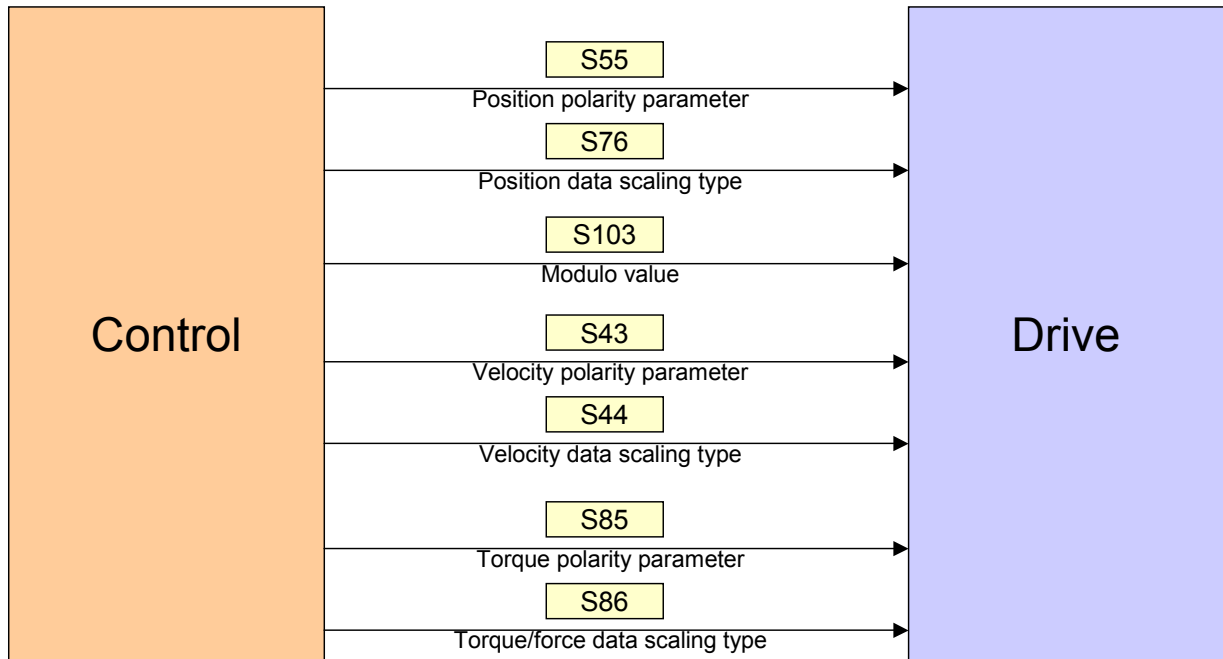 Control
S55
Position polarity parameter
S76
Position data scaling type
S103
Modulo value
S43
Velocity polarity parameter
S44
Velocity data scaling type
S85
Torque polarity parameter
S86
Torque/force data scaling type
Drive